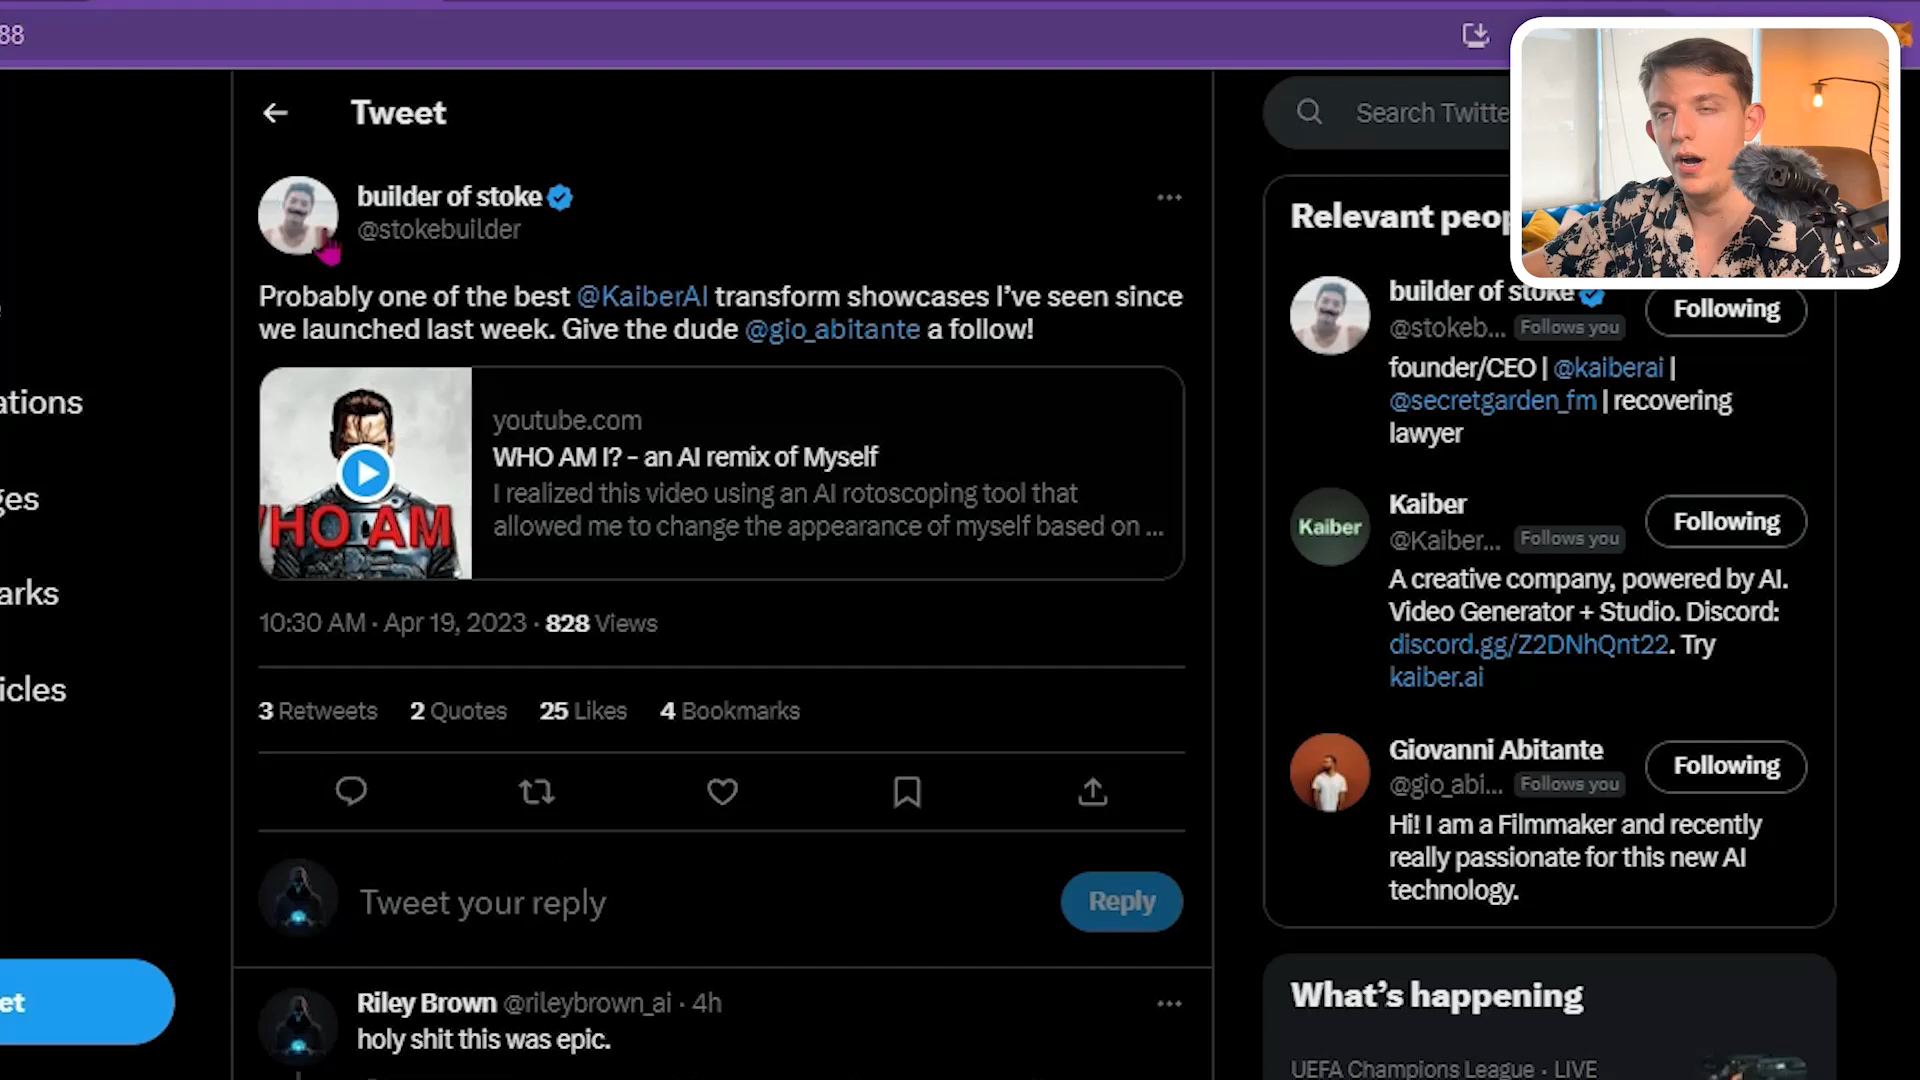 88
Tweet
Search Twitte
builder of stoke
@stokebuilder
Probably one of the best @KaiberAI transform showcases I've seen since
we launched last week. Give the dude @gio_abitante a follow!
youtube.com
WHO AM I? - an AI remix of Myself
I realized this video using an AI rotoscoping tool that
allowed me to change the appearance of myself based on ...
WHO AM
10:30 AM · Apr 19, 2023 · 828 Views
3 Retweets 2 Quotes 25 Likes 4 Bookmarks
Tweet your reply
Reply
Riley Brown @rileybrown_ai · 4h
holy shit this was epic.
ations
ges
arks
icles
et
Relevant peop
builder of stoke
@stokeb... Follows you
Following
founder/CEO | @kaiberai |
@secretgarden_fm | recovering
lawyer
Kaiber
Kaiber
@Kaiber... Follows you
Following
A creative company, powered by AI.
Video Generator + Studio. Discord:
discord.gg/Z2DNhQnt22. Try
kaiber.ai
Giovanni Abitante
@gio_abi... Follows you
Following
Hi! I am a Filmmaker and recently
really passionate for this new AI
technology.
What's happening
UEFA Champions League · LIVE